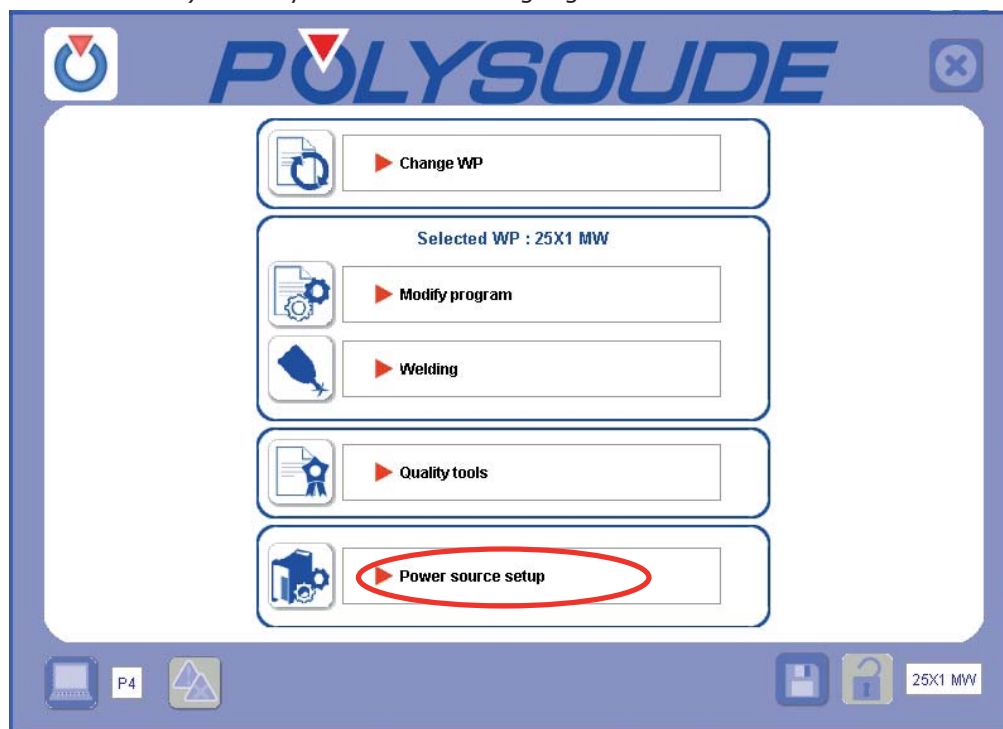 POLYSOUDE
Change WP
Selected WP : 25X1 MW
Modify program
Welding
Quality tools
Power source setup
P4
25X1 MW